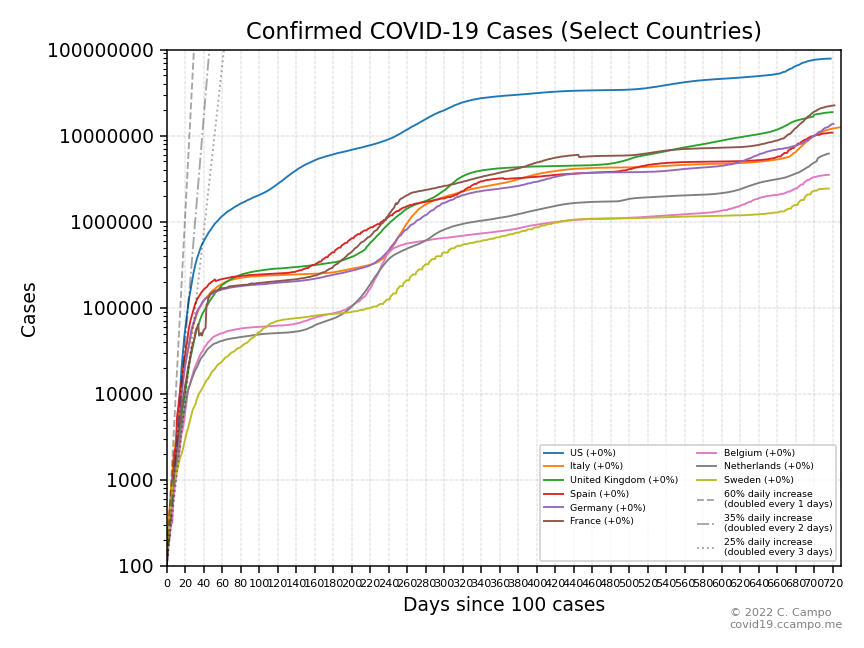 Confirmed COVID-19 Cases (Select Countries)
100000000
10000000
1000000
100000
10000
1000
100
Cases
0 20 40 60 80 100 120 140 160 180 200 220 240 260 280 300 320 340 360 380 400 420 440 460 480 500 520 540 560 580 600 620 640 660 680 700 720
Days since 100 cases
US (+0%)
Italy (+0%)
United Kingdom (+0%)
Spain (+0%)
Germany (+0%)
France (+0%)
Belgium (+0%)
Netherlands (+0%)
Sweden (+0%)
60% daily increase
(doubled every 1 days)
35% daily increase
(doubled every 2 days)
25% daily increase
(doubled every 3 days)
© 2022 C. Campo
covid19.ccampo.me